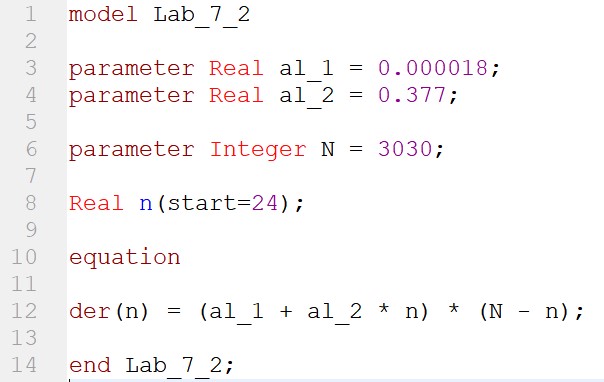 1 model Lab_7_2
2
3 parameter Real al_1 = 0.000018;
4 parameter Real al_2 = 0.377;
5
6 parameter Integer N = 3030;
7
8 Real n(start=24);
9
10 equation
11
12 der(n) = (al_1 + al_2 * n) * (N - n);
13
14 end Lab_7_2;